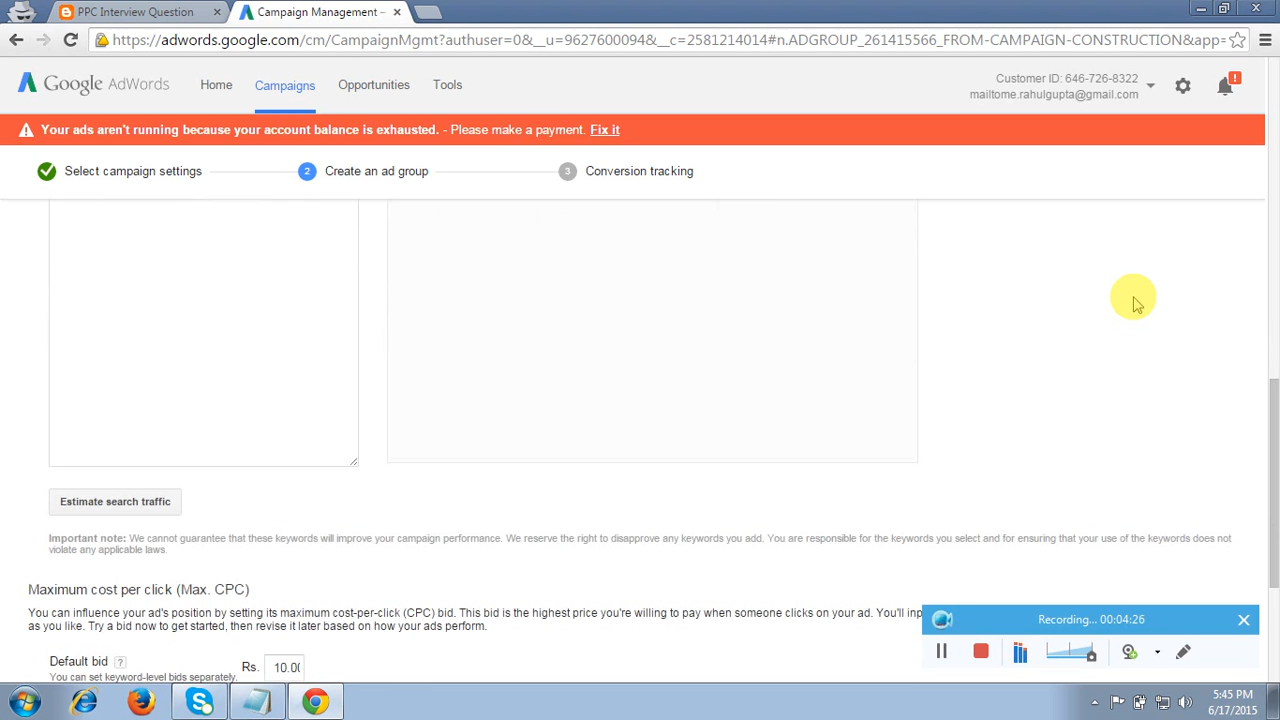 PPC Interview Question
Campaign Management –
https://adwords.google.com/cm/CampaignMgmt?authuser=0&__u=9627600094&__c=2581214014#n.ADGROUP_261415566_FROM-CAMPAIGN-CONSTRUCTION&app=
Google AdWords
Home
Campaigns
Opportunities
Tools
Customer ID: 646-726-8322
mailtome.rahulgupta@gmail.com
Your ads aren't running because your account balance is exhausted. - Please make a payment. Fix it
Select campaign settings
2 Create an ad group
3 Conversion tracking
Estimate search traffic
Important note: We cannot guarantee that these keywords will improve your campaign performance. We reserve the right to disapprove any keywords you add. You are responsible for the keywords you select and for ensuring that your use of the keywords does not
violate any applicable laws.
Maximum cost per click (Max. CPC)
You can influence your ad's position by setting its maximum cost-per-click (CPC) bid. This bid is the highest price you're willing to pay when someone clicks on your ad. You'll inp
as you like. Try a bid now to get started, then revise it later based on how your ads perform.
Recording... 00:04:26
Default bid ? Rs. 10.00
You can set keyword-level bids separately.
5:45 PM
6/17/2015